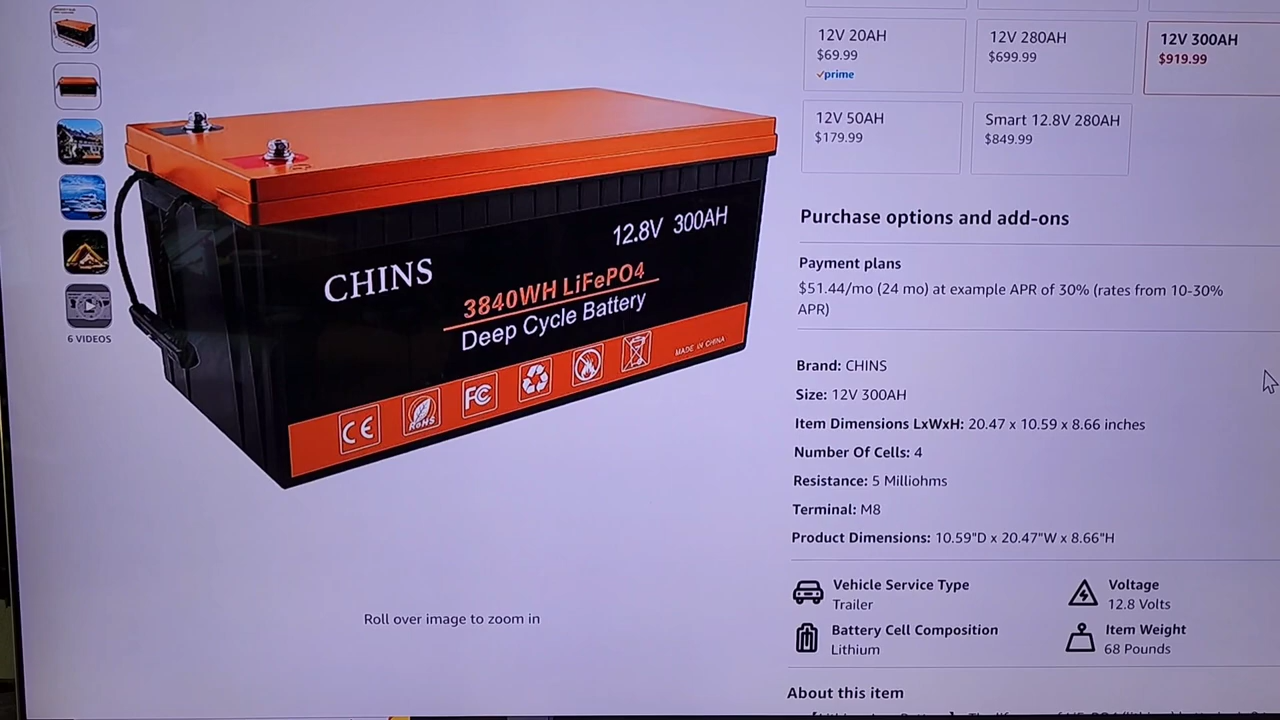 12V 20AH
$69.99
prime
12V 280AH
$699.99
12V 300AH
$919.99
12V 50AH
$179.99
Smart 12.8V 280AH
$849.99
6 VIDEOS
CHINS
12.8V 300AH
3840WH LiFePO4
Deep Cycle Battery
CE
RoHS
FC
MADE IN CHINA
Roll over image to zoom in
Purchase options and add-ons
Payment plans
$51.44/mo (24 mo) at example APR of 30% (rates from 10-30%
APR)
Brand: CHINS
Size: 12V 300AH
Item Dimensions LxWxH: 20.47 x 10.59 x 8.66 inches
Number Of Cells: 4
Resistance: 5 Milliohms
Terminal: M8
Product Dimensions: 10.59"D x 20.47"W x 8.66"H
Vehicle Service Type
Trailer
Voltage
12.8 Volts
Battery Cell Composition
Lithium
Item Weight
68 Pounds
About this item